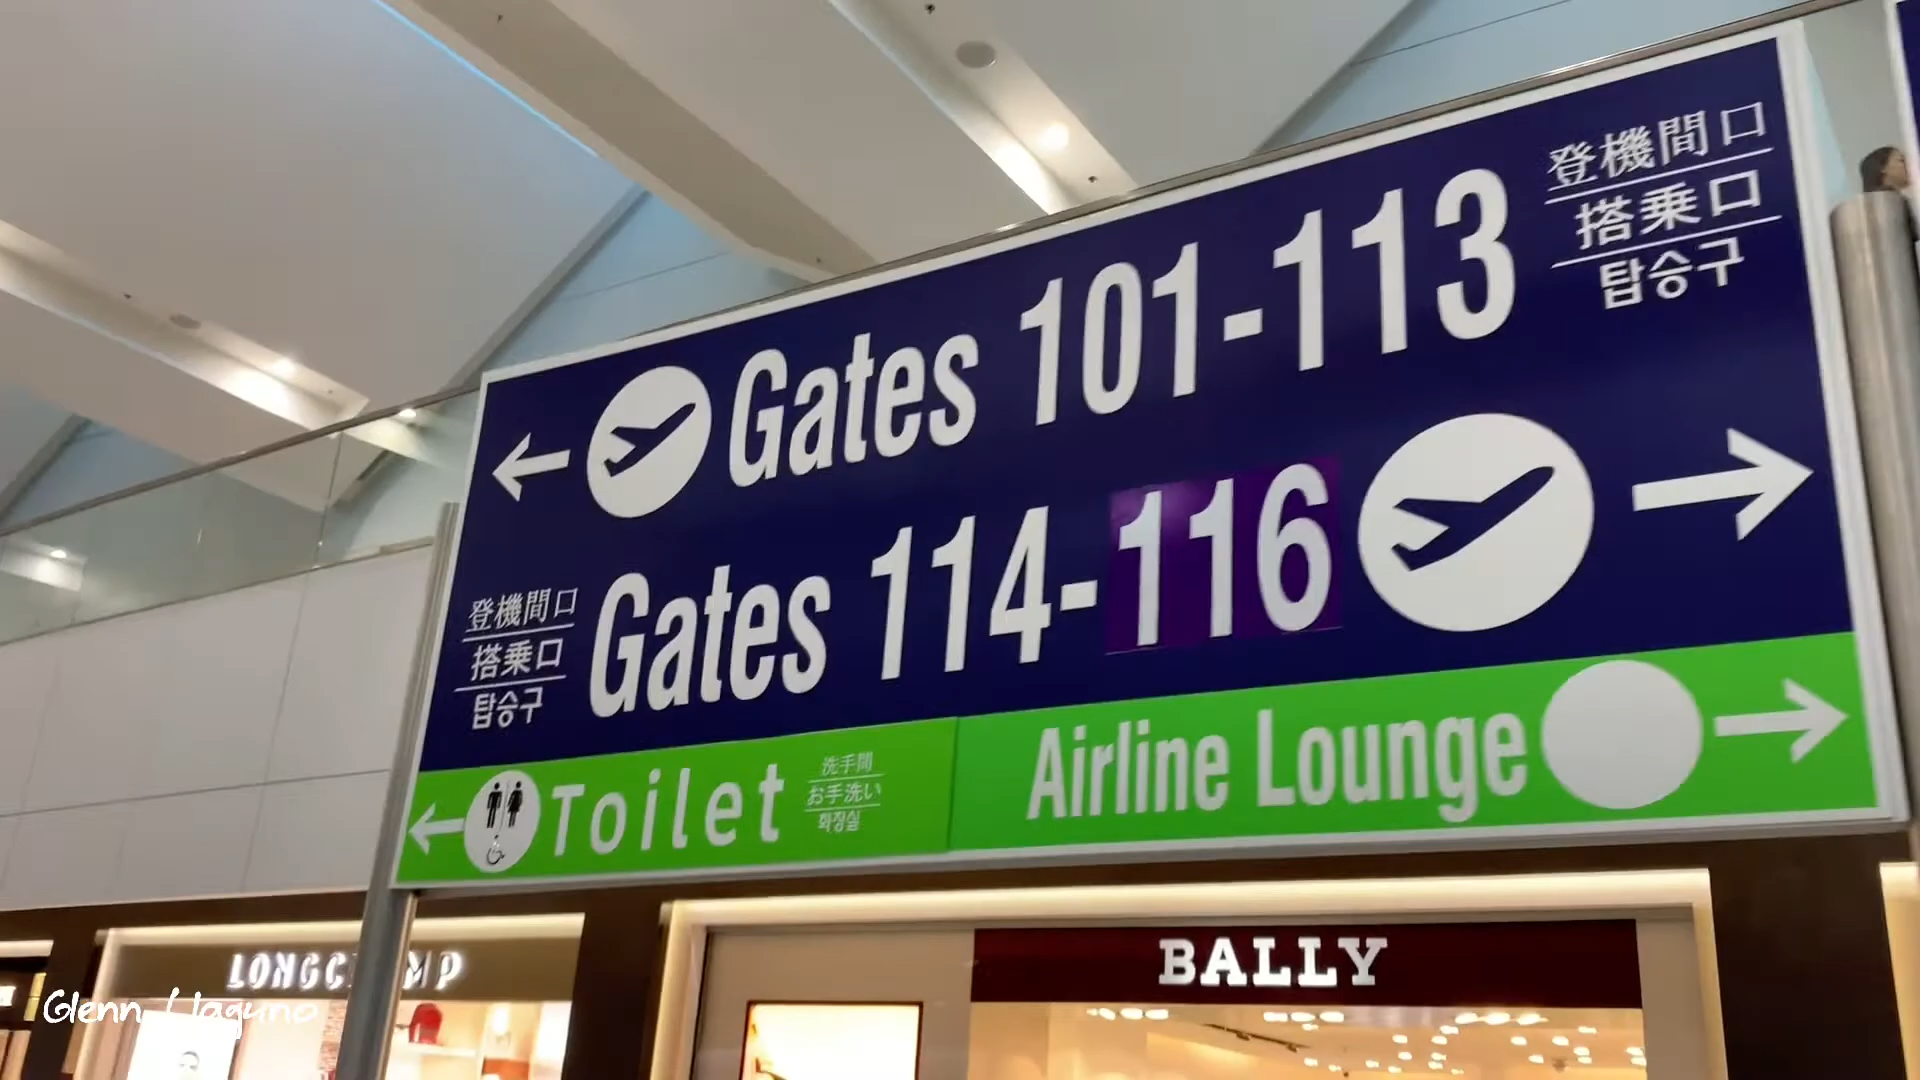 Gates 101-113
登機間口
搭乗口
탑승구
登機間口
搭乗口
탑승구
Gates 114-116
Toilet
洗手間
お手洗い
화장실
Airline Lounge
BALLY
Glenn